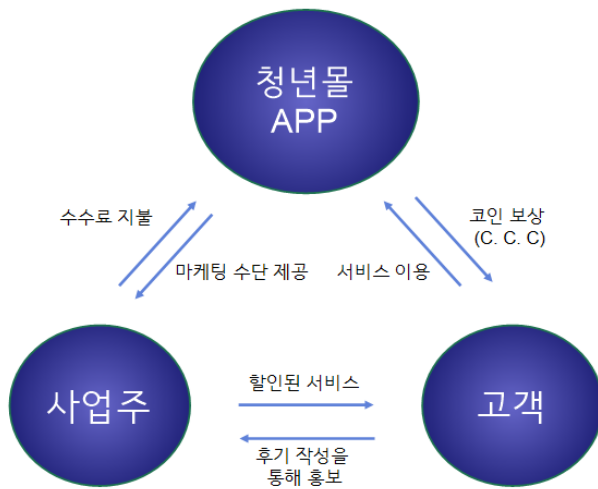 청년몰
APP
수수료 지불
코인 보상
(C. C. C)
마케팅 수단 제공
서비스 이용
사업주
할인된 서비스
고객
후기 작성을
통해 홍보